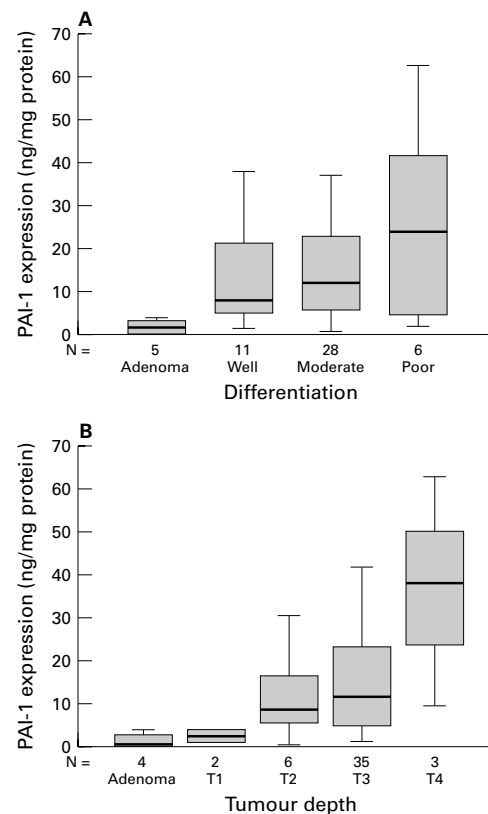 A
PAI-1 expression (ng/mg protein)
70
60
50
40
30
20
10
0
N = 5 11 28 6
Adenoma Well Moderate Poor
Differentiation
B
PAI-1 expression (ng/mg protein)
70
60
50
40
30
20
10
0
N = 4 2 6 35 3
Adenoma T1 T2 T3 T4
Tumour depth